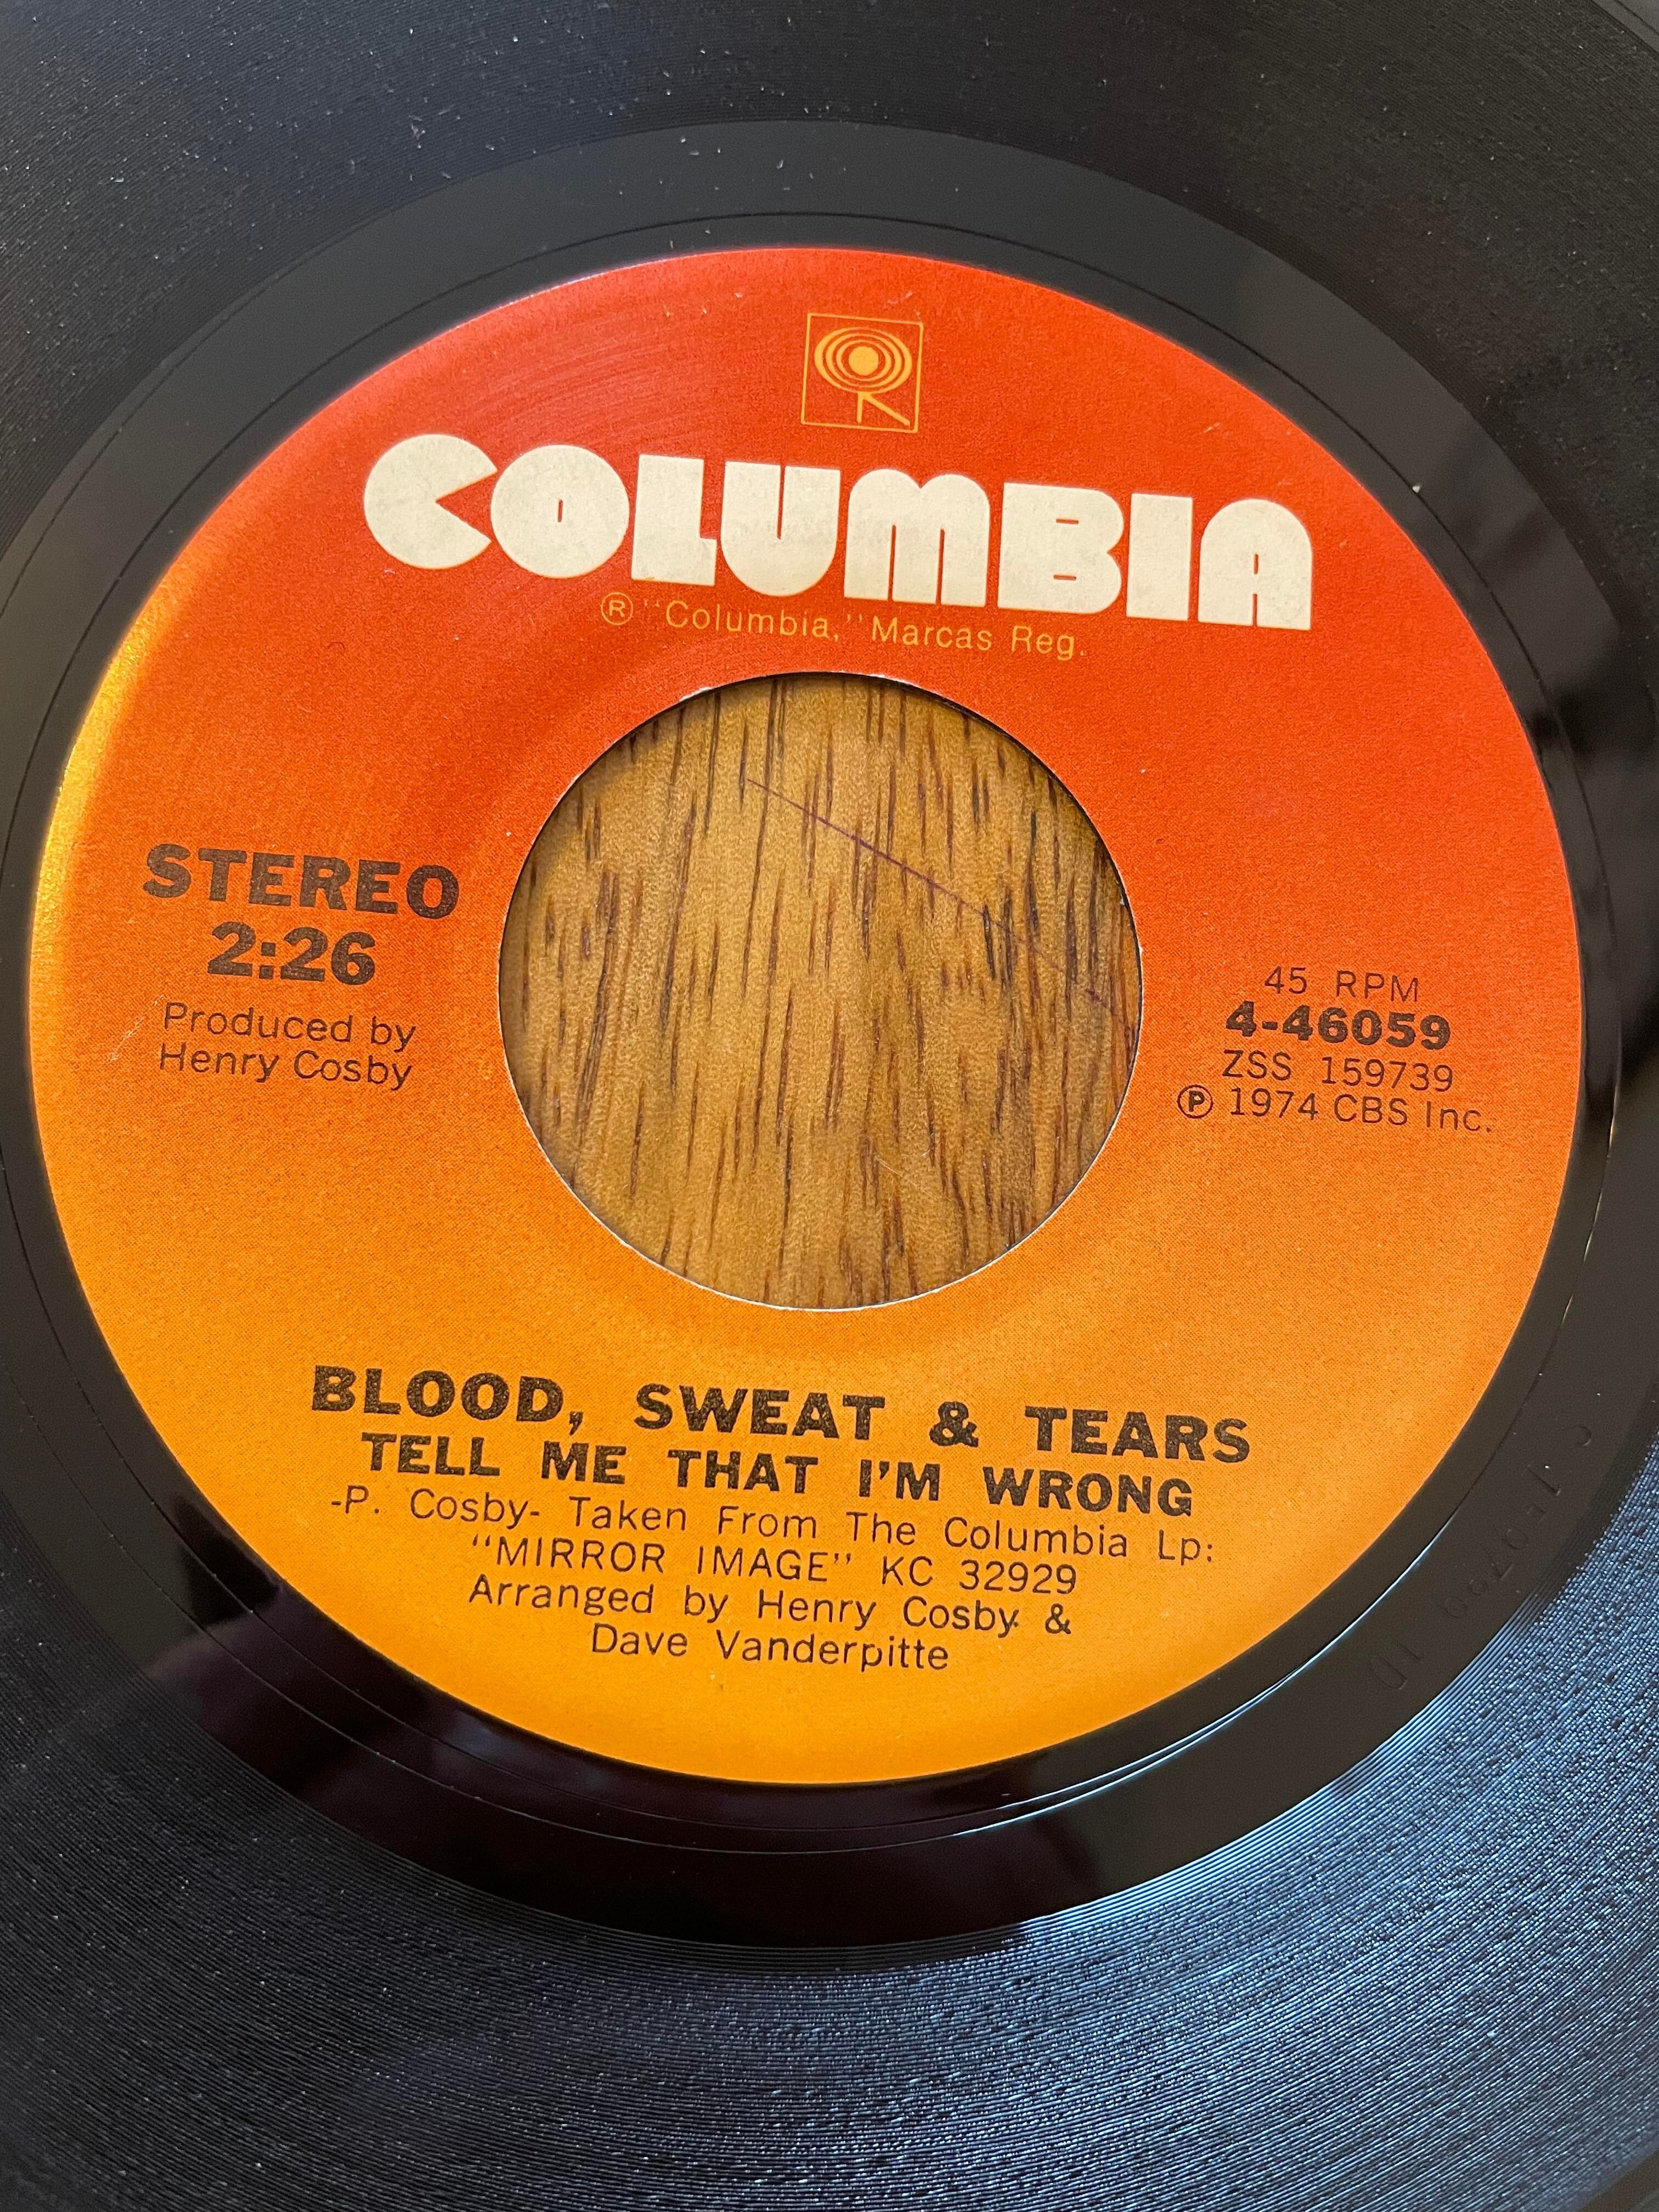 COLUMBIA
® "Columbia," Marcas Reg.
STEREO
2:26
Produced by
Henry Cosby
45 RPM
4-46059
ZSS 159739
Ⓟ 1974 CBS Inc.
BLOOD, SWEAT & TEARS
TELL ME THAT I'M WRONG
-P. Cosby- Taken From The Columbia Lp:
"MIRROR IMAGE" KC 32929
Arranged by Henry Cosby &
Dave Vanderpitte